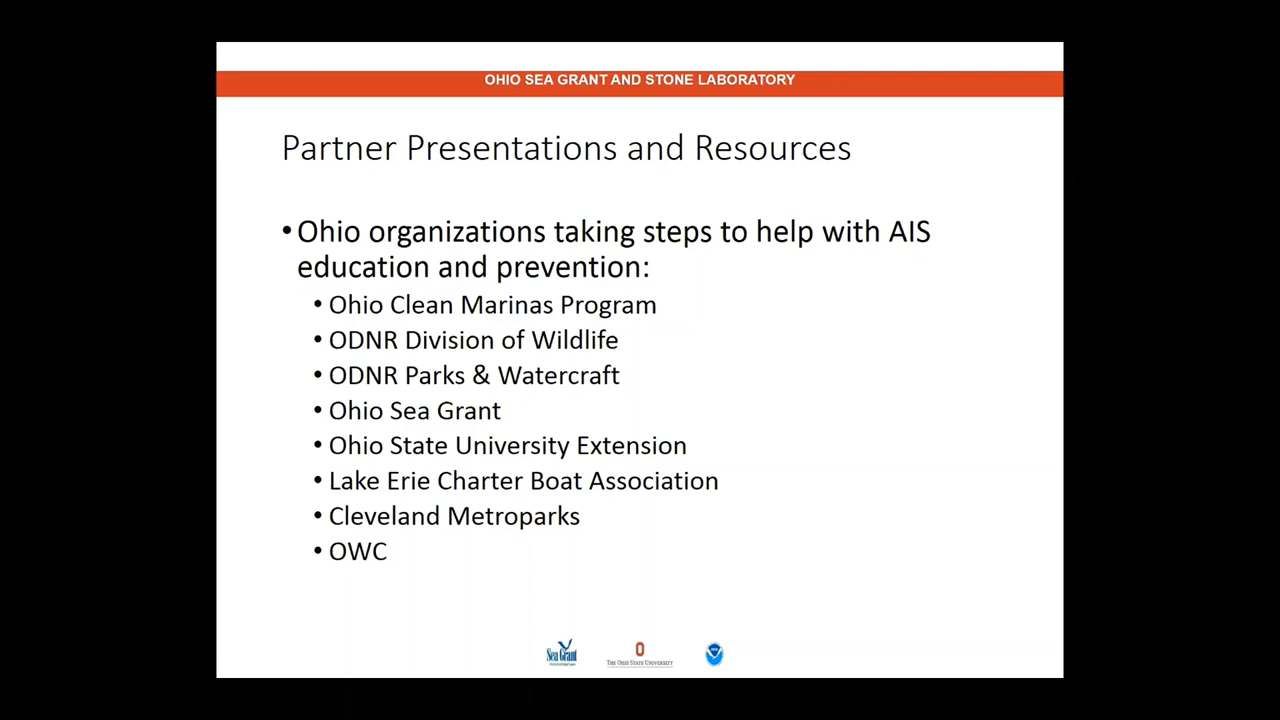 OHIO SEA GRANT AND STONE LABORATORY
Partner Presentations and Resources
• Ohio organizations taking steps to help with AIS
education and prevention:
• Ohio Clean Marinas Program
• ODNR Division of Wildlife
• ODNR Parks & Watercraft
• Ohio Sea Grant
• Ohio State University Extension
• Lake Erie Charter Boat Association
• Cleveland Metroparks
• OWC
Sea Grant
THE OHIO STATE UNIVERSITY